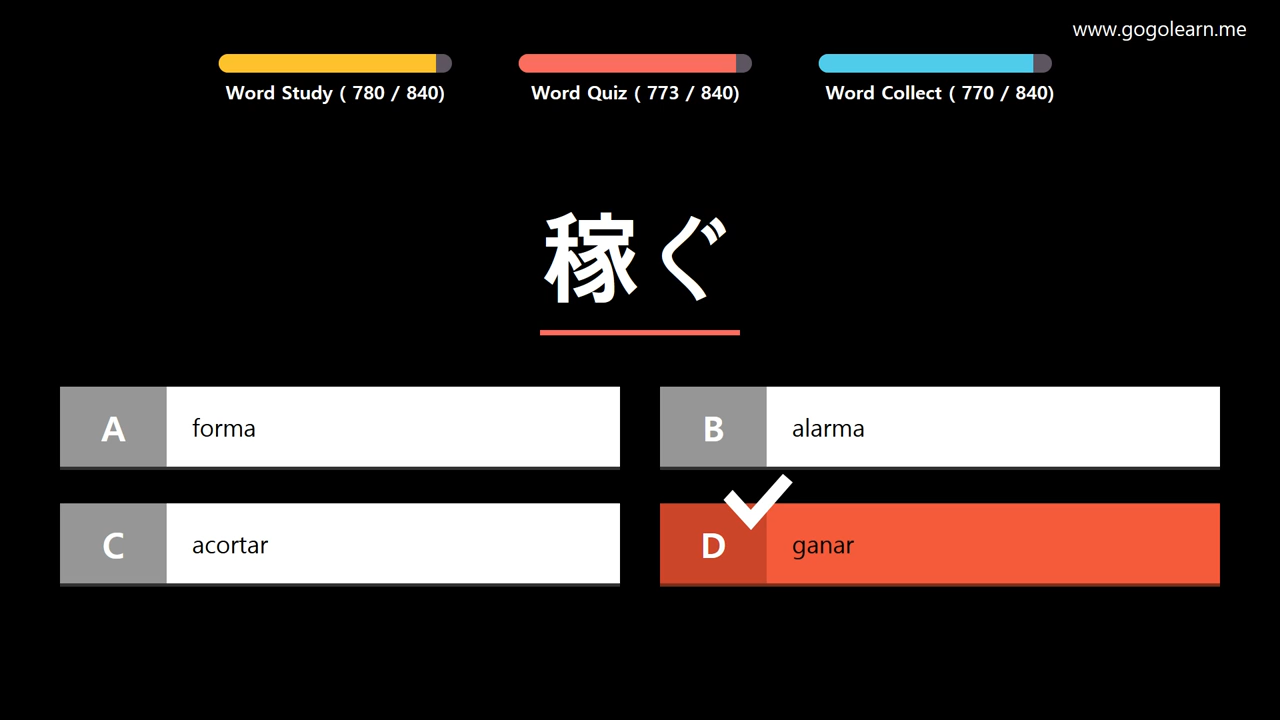 www.gogolearn.me
Word Study ( 780 / 840)
Word Quiz ( 773 / 840)
Word Collect ( 770 / 840)
稼ぐ
A forma
B alarma
C acortar
D ganar